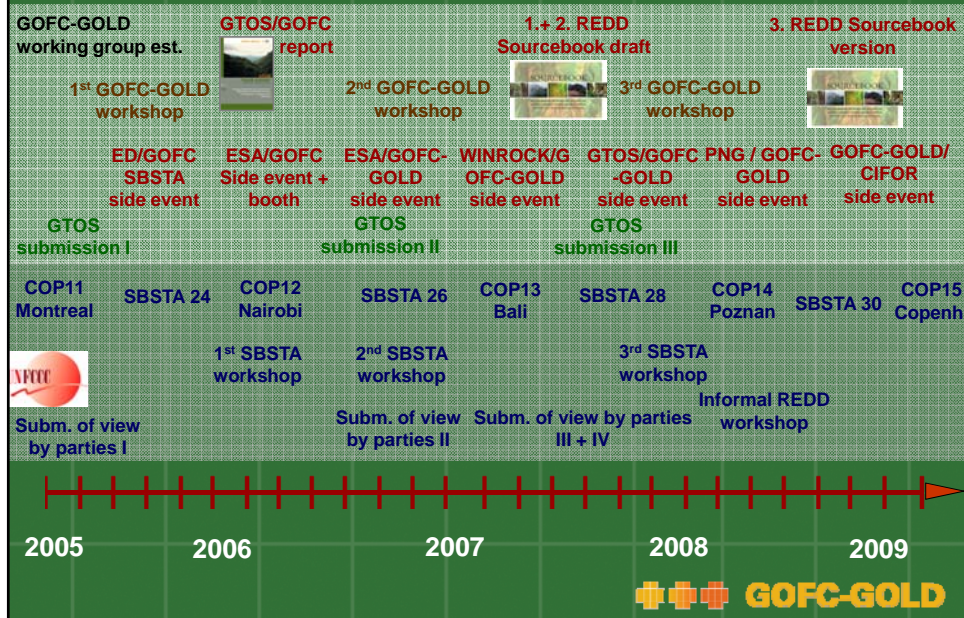 GOFC-GOLD
working group est.
GTOS/GOFC
report
1.+ 2. REDD
Sourcebook draft
3. REDD Sourcebook
version
1st GOFC-GOLD
workshop
2nd GOFC-GOLD
workshop
SOURCEBOOK
3rd GOFC-GOLD
workshop
SOURCEBOOK
ED/GOFC
SBSTA
side event
ESA/GOFC
Side event +
booth
ESA/GOFC-
GOLD
side event
WINROCK/G
OFC-GOLD
side event
GTOS/GOFC
-GOLD
side event
PNG / GOFC-
GOLD
side event
GOFC-GOLD/
CIFOR
side event
GTOS
submission I
GTOS
submission II
GTOS
submission III
COP11
Montreal
SBSTA 24
COP12
Nairobi
SBSTA 26
COP13
Bali
SBSTA 28
COP14
Poznan
SBSTA 30
COP15
Copenh
1st SBSTA
workshop
2nd SBSTA
workshop
3rd SBSTA
workshop
UNFCCC
Informal REDD
workshop
Subm. of view
by parties I
Subm. of view
by parties II
Subm. of view by parties
III + IV
2005
2006
2007
2008
2009
GOFC-GOLD